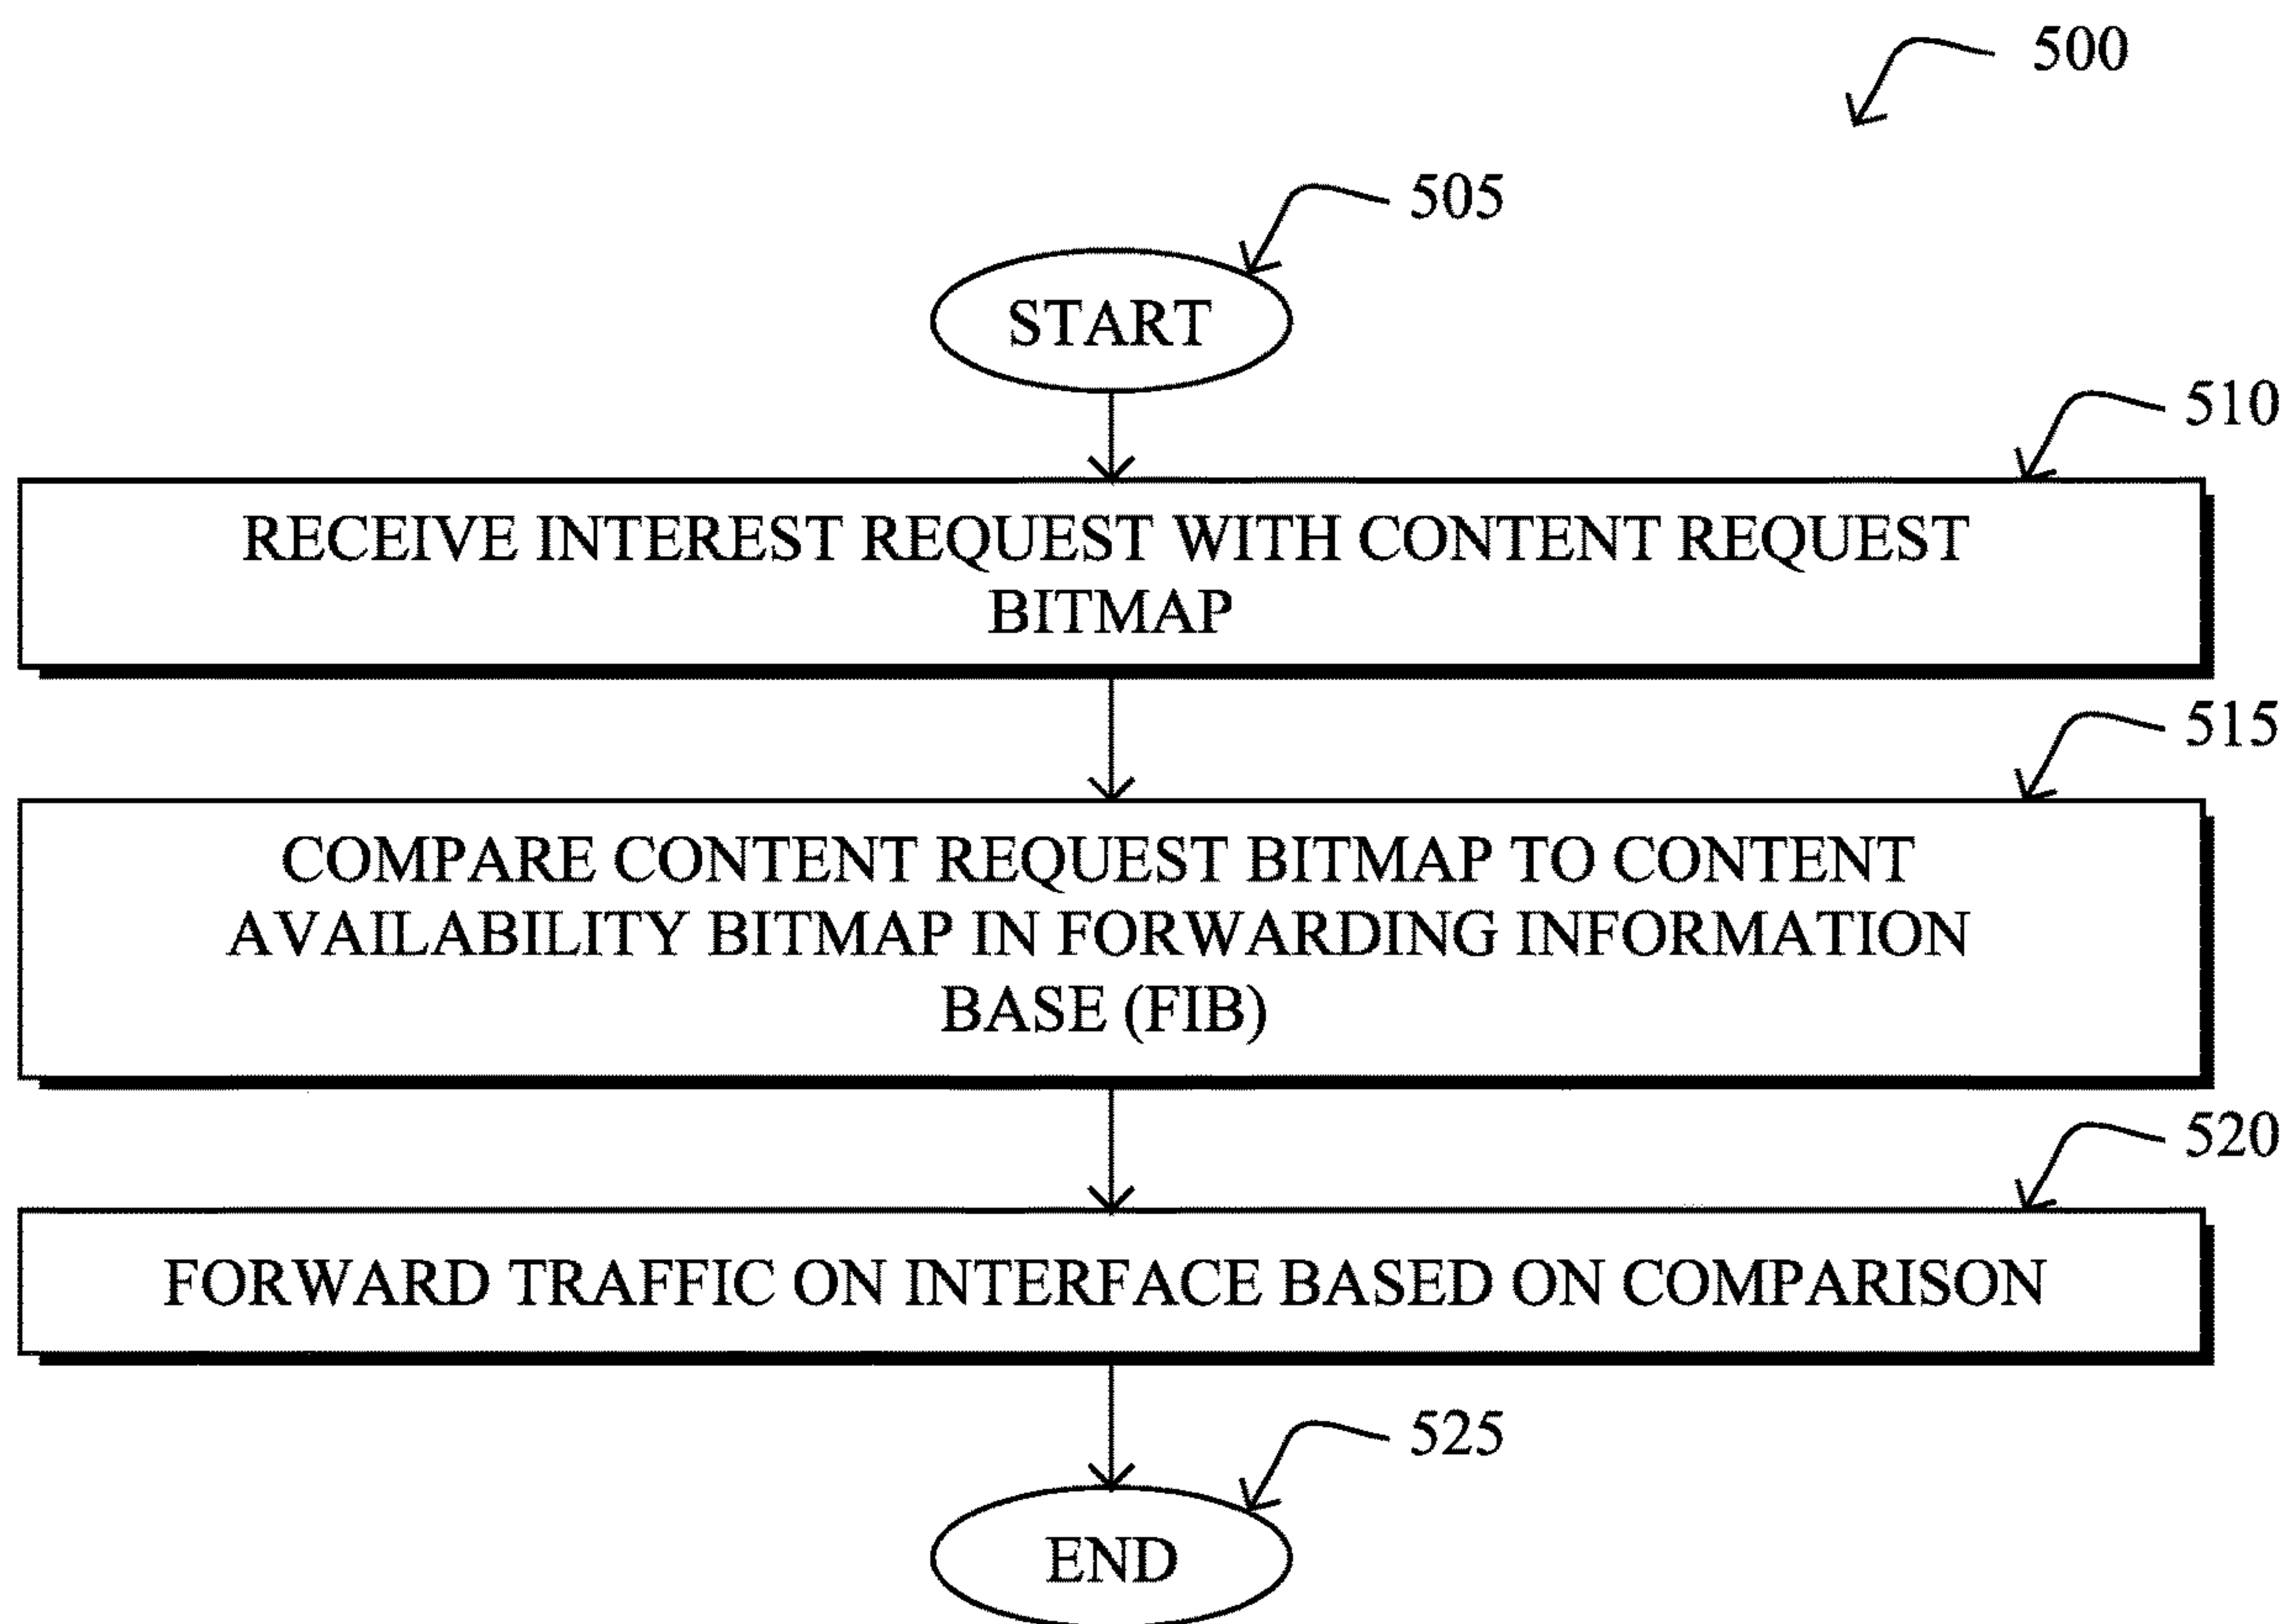 500
505
START
510
RECEIVE INTEREST REQUEST WITH CONTENT REQUEST
BITMAP
515
COMPARE CONTENT REQUEST BITMAP TO CONTENT
AVAILABILITY BITMAP IN FORWARDING INFORMATION
BASE (FIB)
520
FORWARD TRAFFIC ON INTERFACE BASED ON COMPARISON
525
END